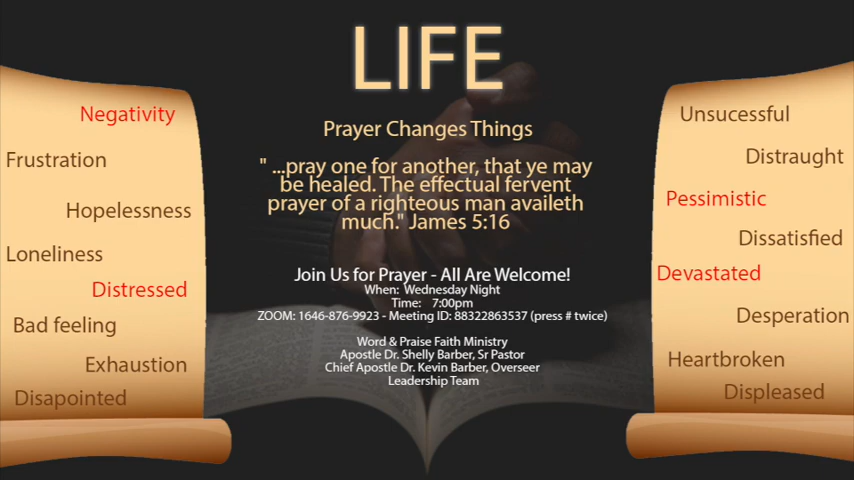 LIFE
Prayer Changes Things
" ...pray one for another, that ye may
be healed. The effectual fervent
prayer of a righteous man availeth
much." James 5:16
Join Us for Prayer - All Are Welcome!
When: Wednesday Night
Time: 7:00pm
ZOOM: 1646-876-9923 - Meeting ID: 88322863537 (press # twice)
Word & Praise Faith Ministry
Apostle Dr. Shelly Barber, Sr Pastor
Chief Apostle Dr. Kevin Barber, Overseer
Leadership Team
Negativity
Frustration
Hopelessness
Loneliness
Distressed
Bad feeling
Exhaustion
Disapointed
Unsucessful
Distraught
Pessimistic
Dissatisfied
Devastated
Desperation
Heartbroken
Displeased